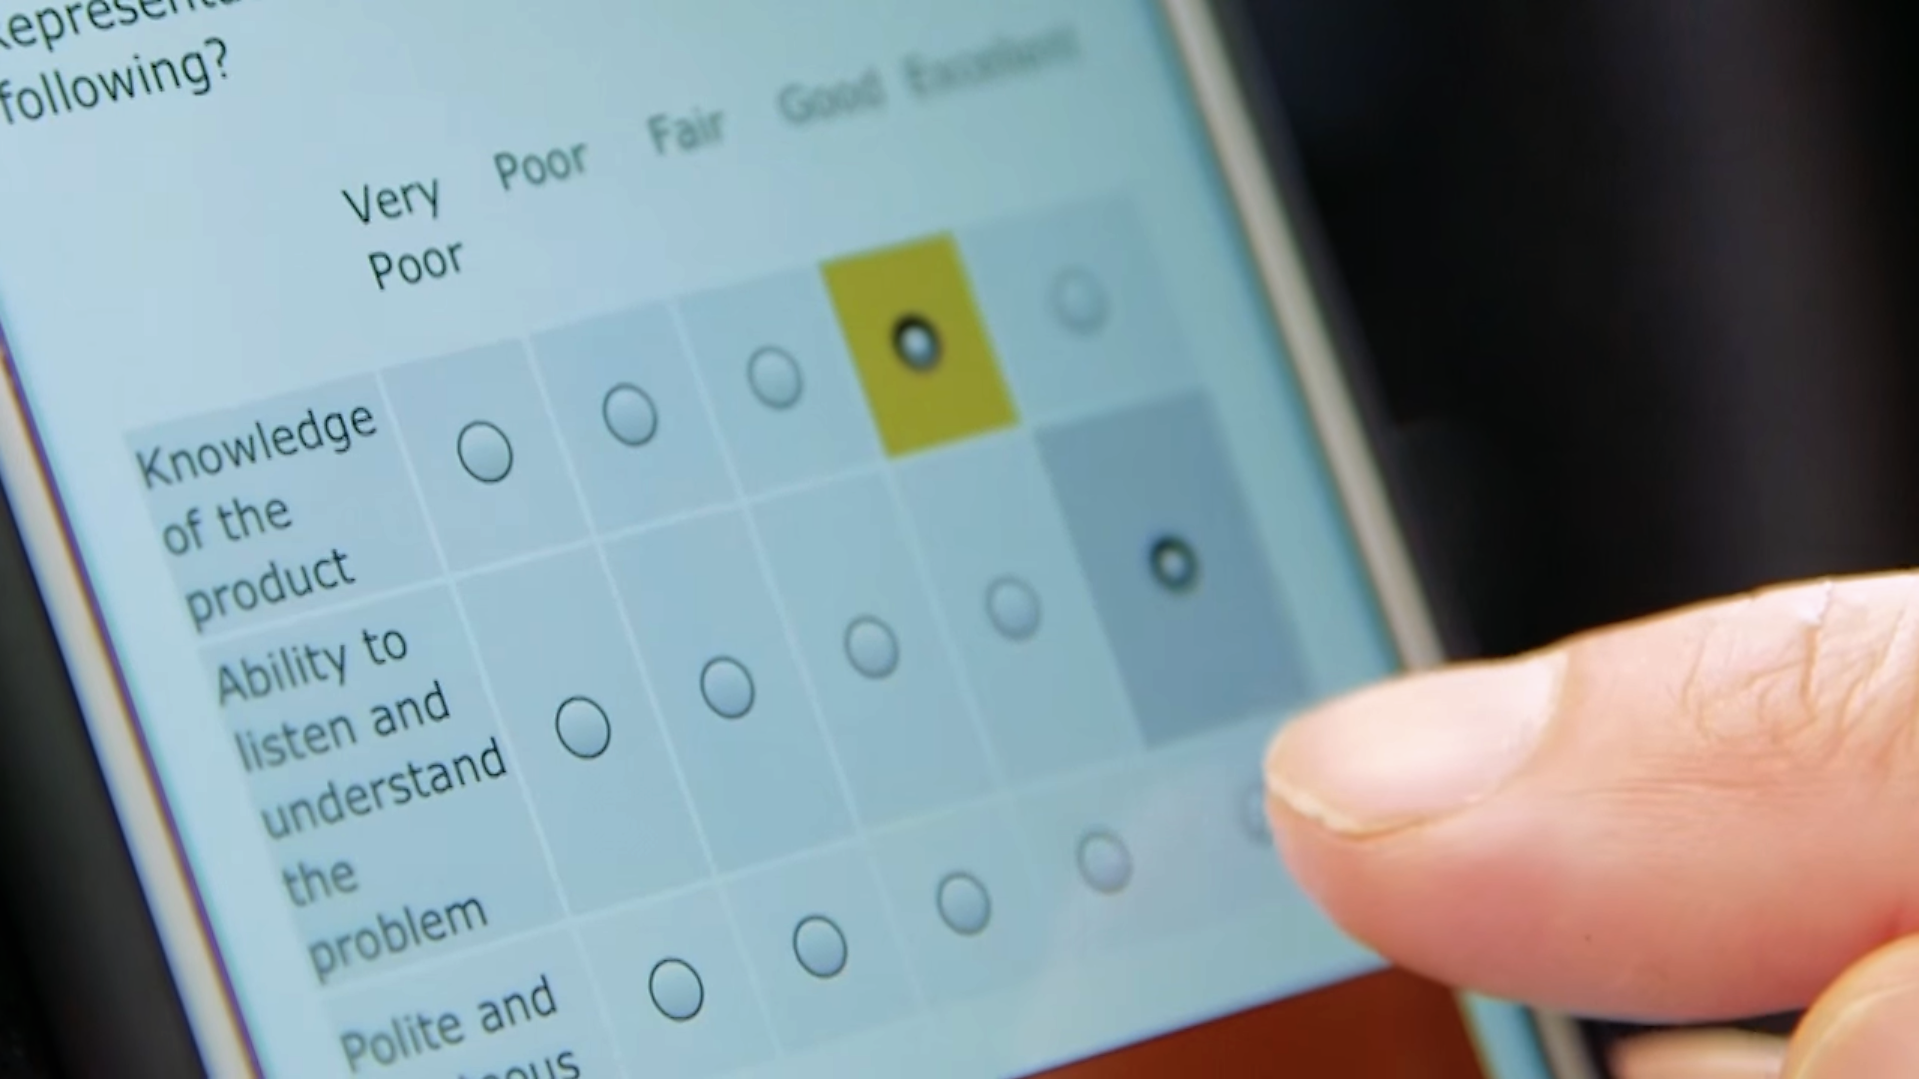 following?
Very Poor Fair Good Excellent
Poor
Knowledge
of the
product
Ability to
listen and
understand
the
problem
Polite and